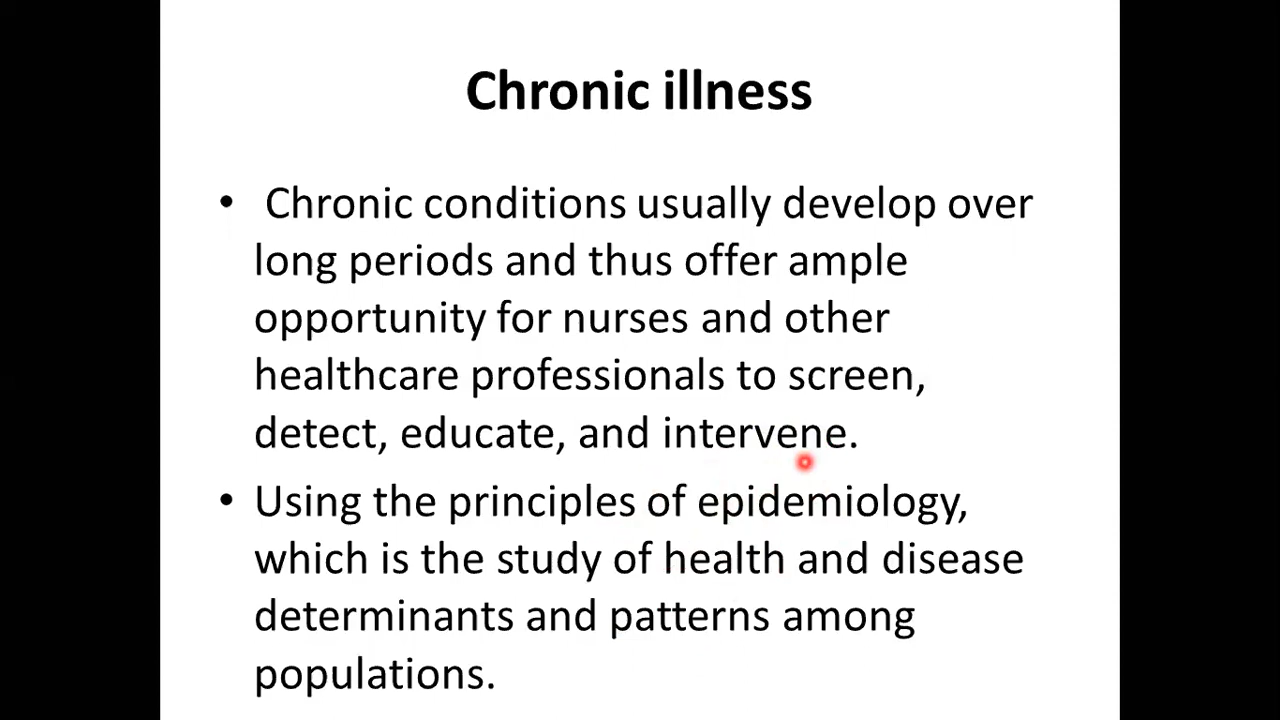 Chronic illness
• Chronic conditions usually develop over
long periods and thus offer ample
opportunity for nurses and other
healthcare professionals to screen,
detect, educate, and intervene.
• Using the principles of epidemiology,
which is the study of health and disease
determinants and patterns among
populations.